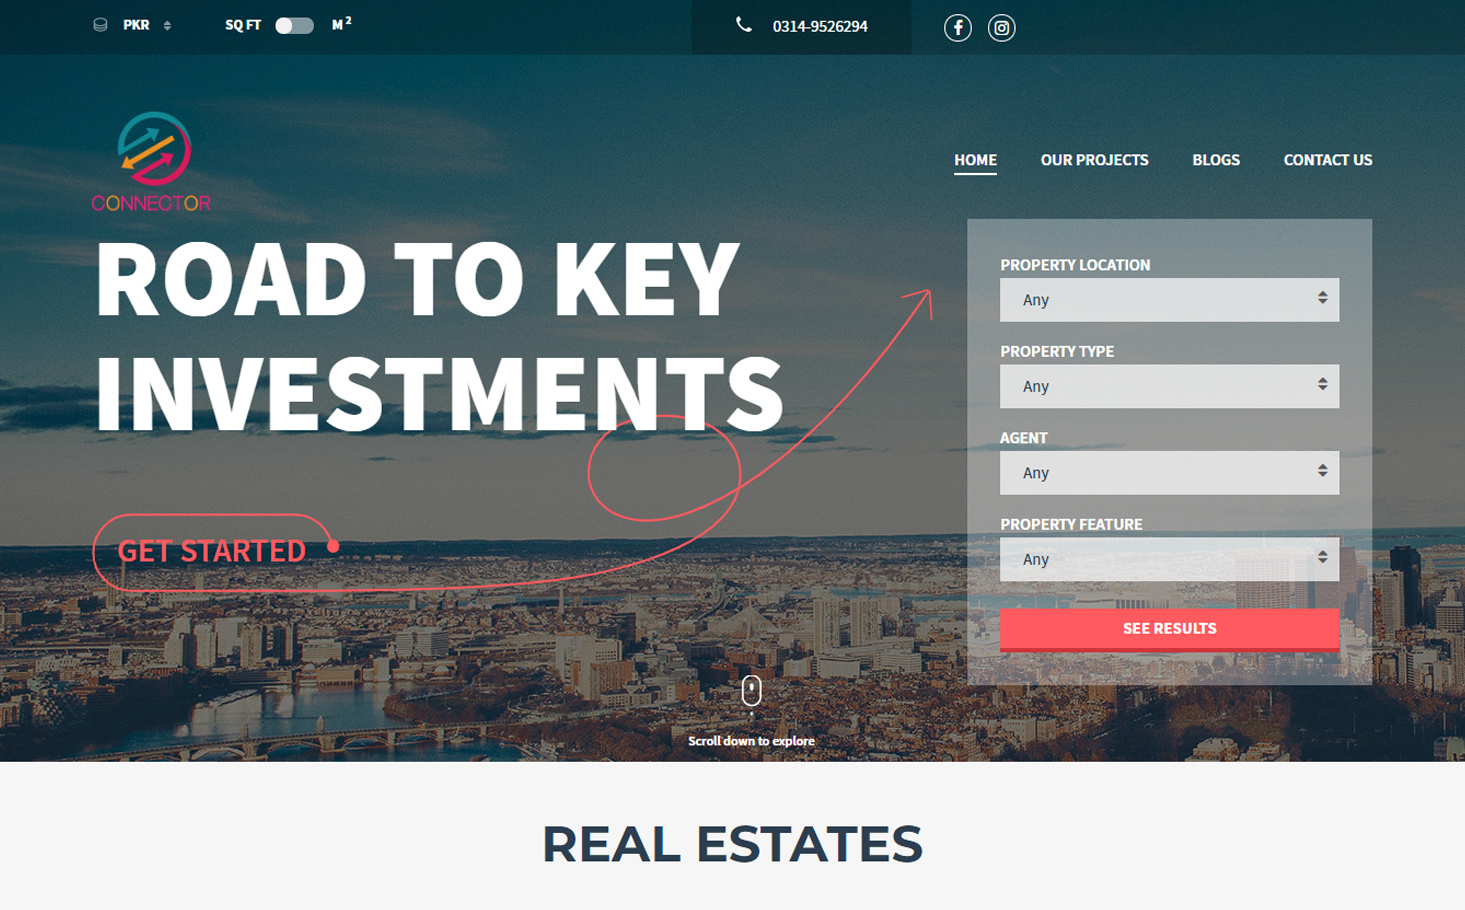 PKR
SQ FT M²
0314-9526294
CONNECTOR
HOME OUR PROJECTS BLOGS CONTACT US
ROAD TO KEY
INVESTMENTS
GET STARTED
PROPERTY LOCATION
Any
PROPERTY TYPE
Any
AGENT
Any
PROPERTY FEATURE
Any
SEE RESULTS
Scroll down to explore
REAL ESTATES